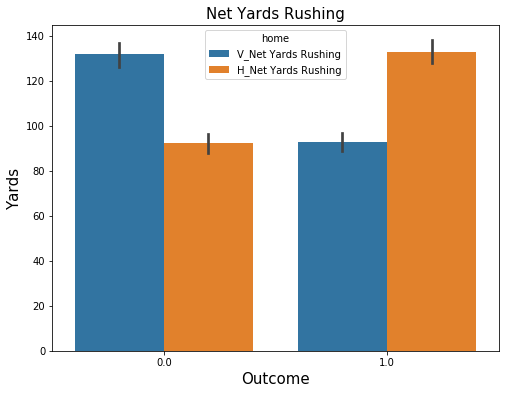 Net Yards Rushing
home
V_Net Yards Rushing
H_Net Yards Rushing
Yards
140
120
100
80
60
40
20
0
0.0
1.0
Outcome